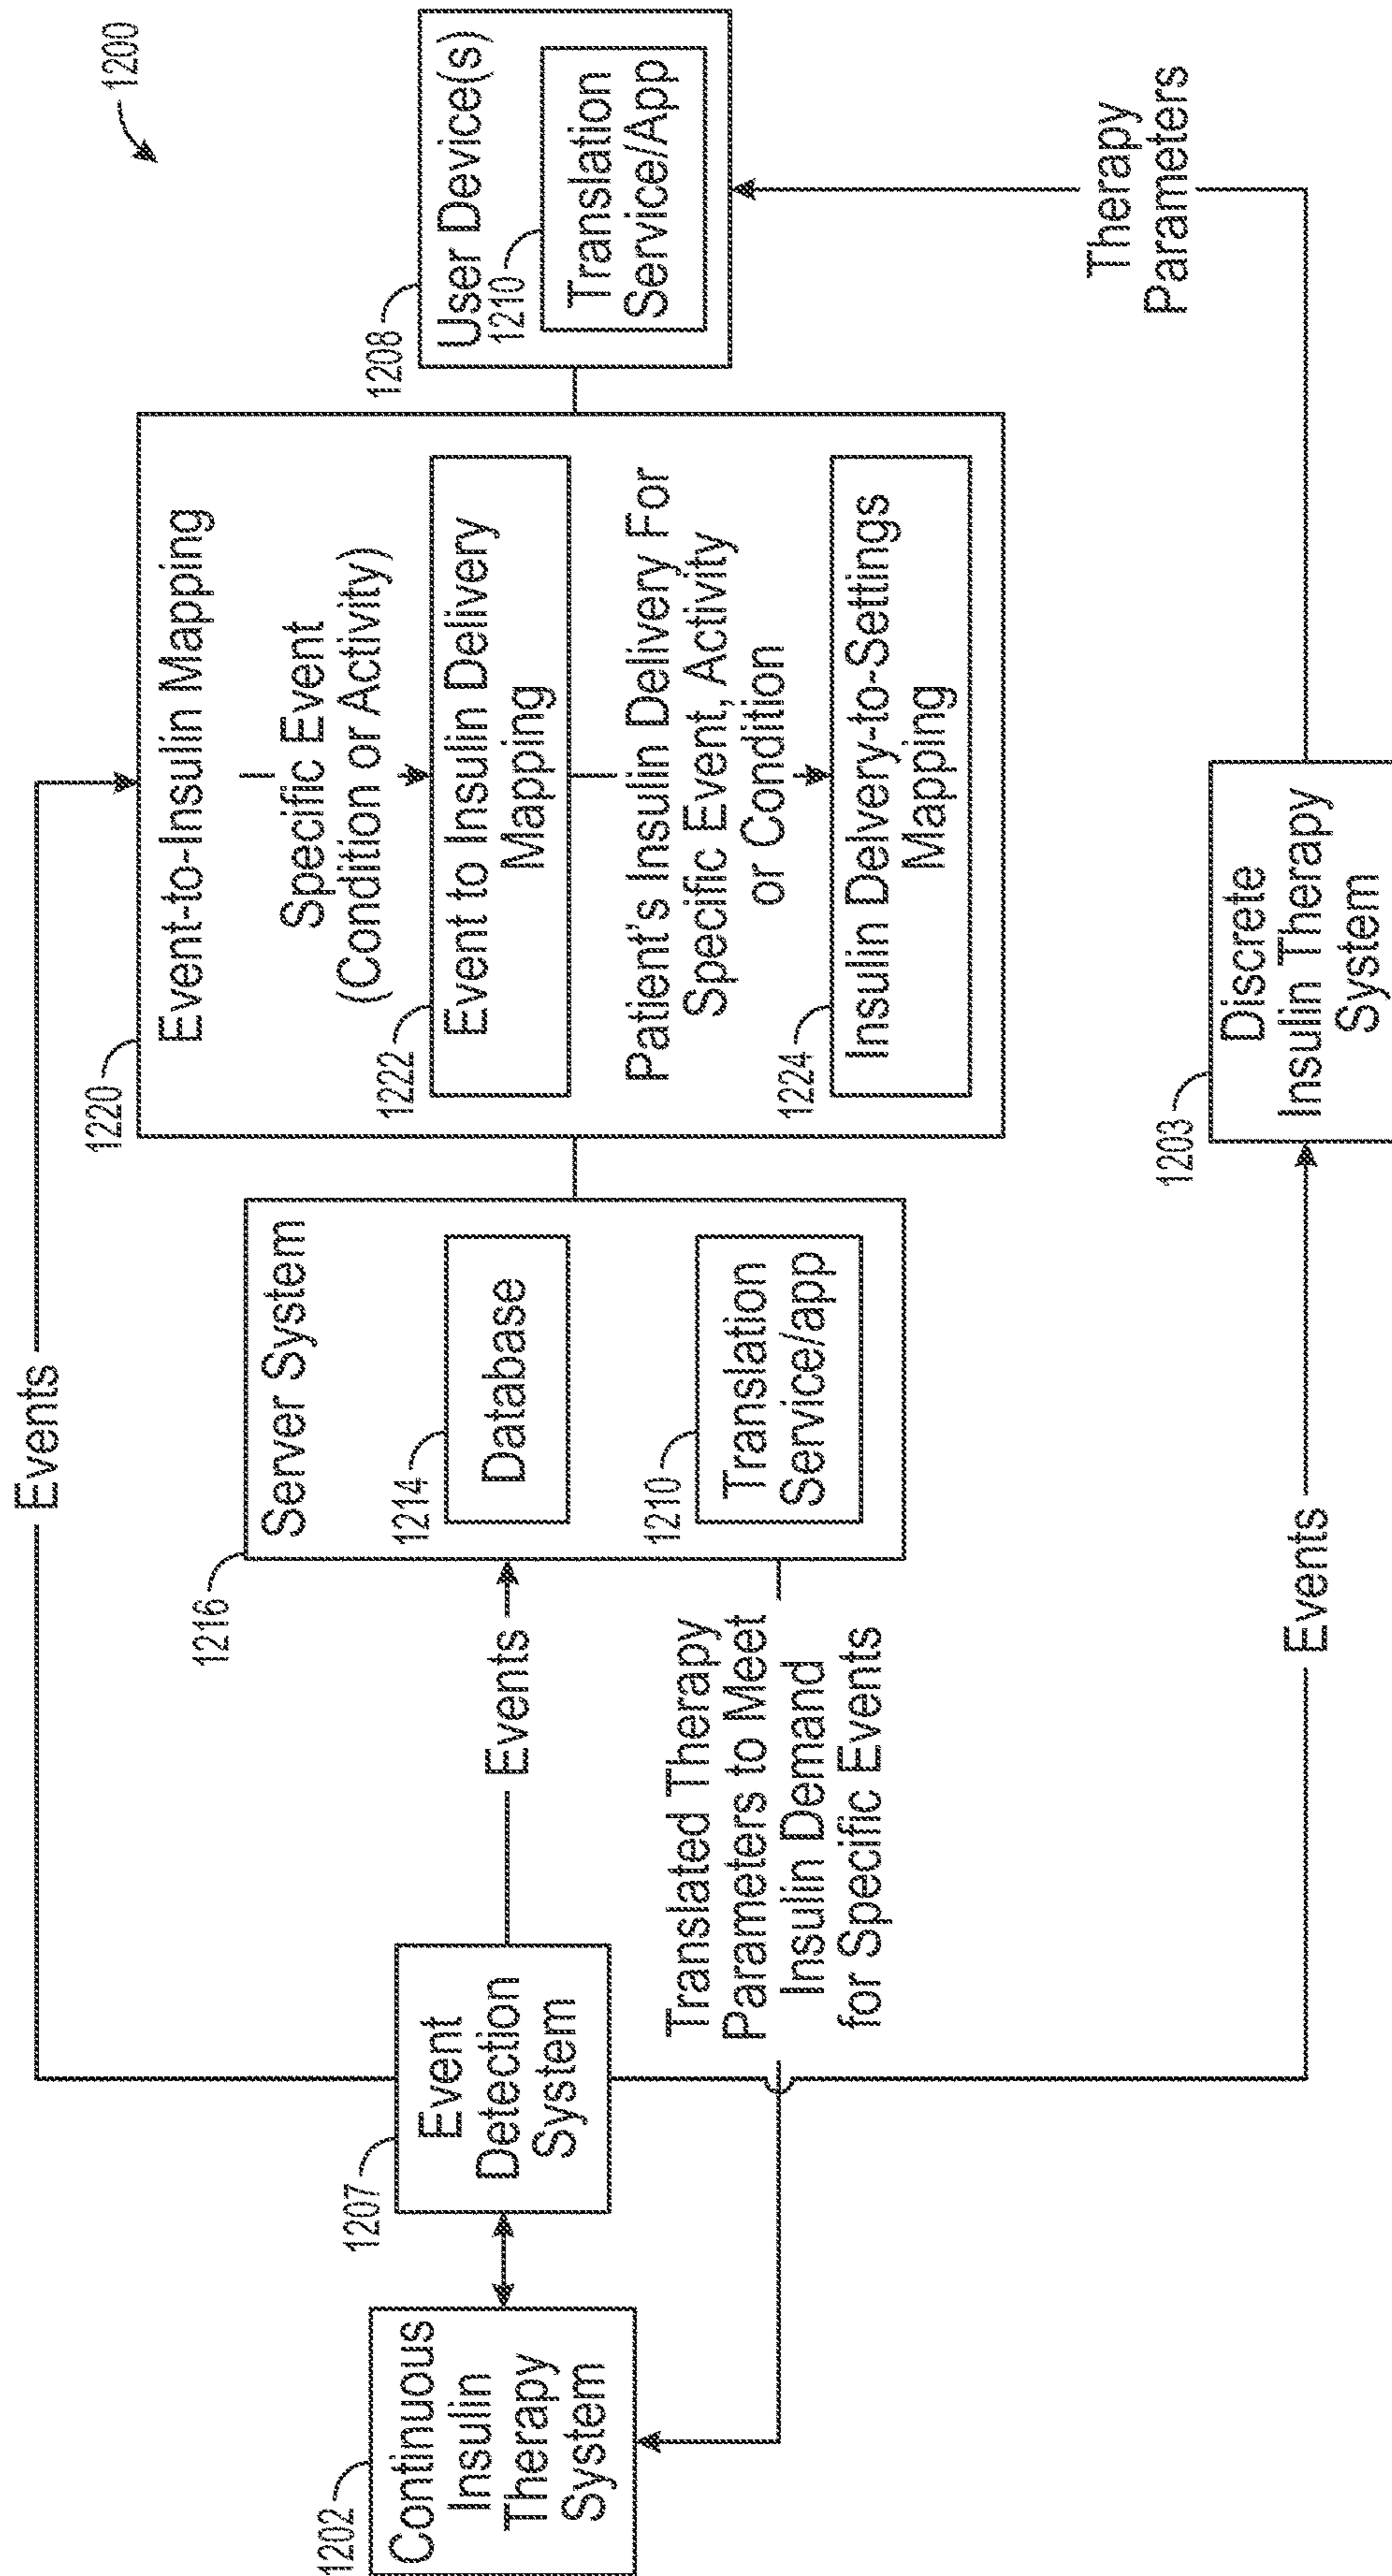 1200
Events
1202
Continuous
Insulin
Therapy
System
1207
Event
Detection
System
Events
Translated Therapy
Parameters to Meet
Insulin Demand
for Specific Events
1216
Server System
1214
Database
1210
Translation
Service/app
1220
Event-to-Insulin Mapping
Specific Event
(Condition or Activity)
1222
Event to Insulin Delivery
Mapping
Patient's Insulin Delivery For
Specific Event, Activity
or Condition
1224
Insulin Delivery-to-Settings
Mapping
1208
User Device(s)
1210
Translation
Service/App
Events
1203
Discrete
Insulin Therapy
System
Therapy
Parameters